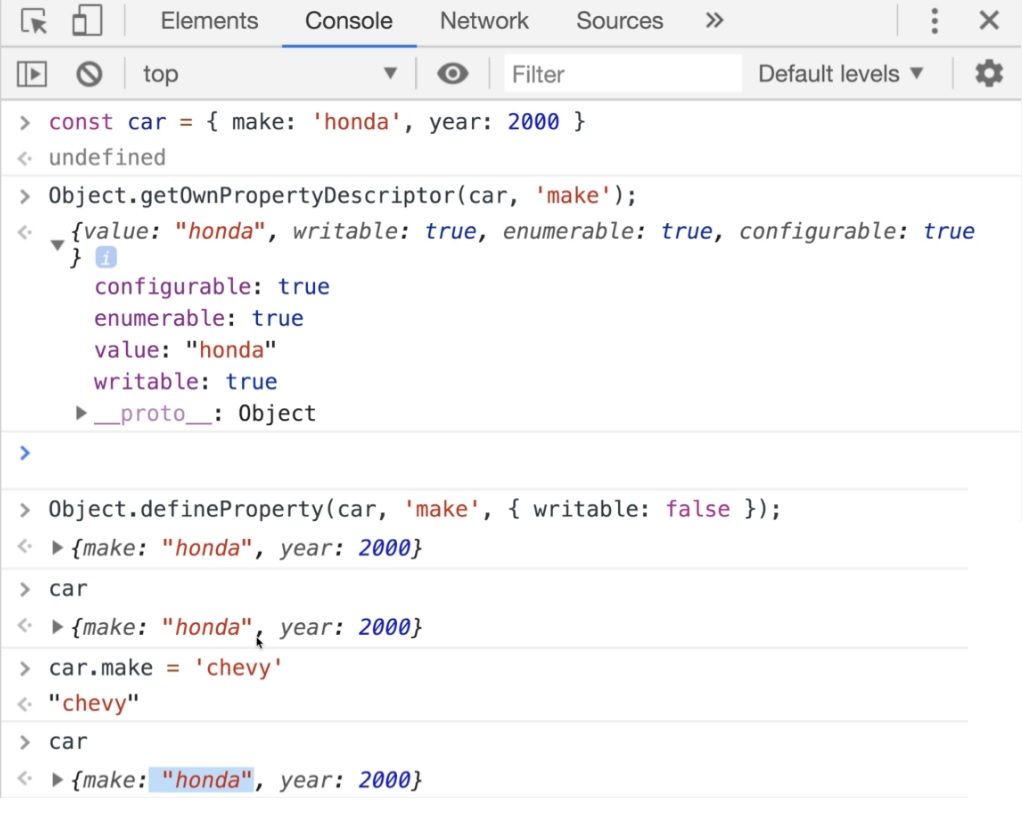 Elements Console Network Sources
top Filter Default levels
const car = { make: 'honda', year: 2000 }
undefined
Object.getOwnPropertyDescriptor(car, 'make');
{value: "honda", writable: true, enumerable: true, configurable: true
} i
configurable: true
enumerable: true
value: "honda"
writable: true
__proto__: Object
Object.defineProperty(car, 'make', { writable: false });
{make: "honda", year: 2000}
car
{make: "honda", year: 2000}
car.make = 'chevy'
"chevy"
car
{make: "honda", year: 2000}